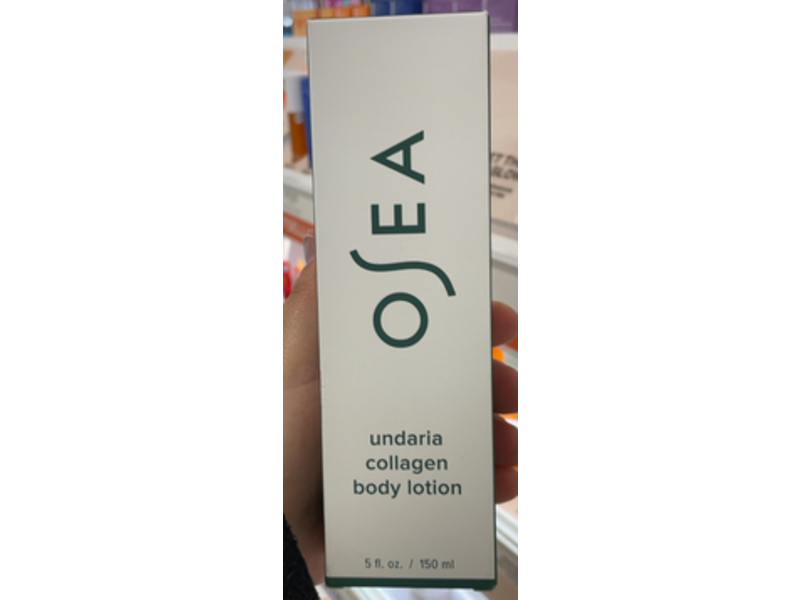 OSEA
undaria
collagen
body lotion
5 fl. oz. / 150 ml